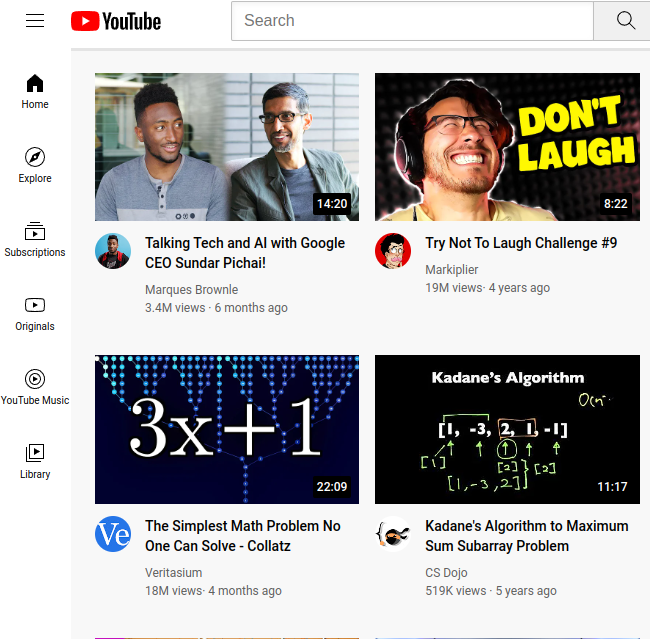 YouTube
Search
Home
Explore
Subscriptions
Originals
YouTube Music
Library
14:20
Talking Tech and AI with Google
CEO Sundar Pichai!
Marques Brownle
3.4M views · 6 months ago
DON'T
LAUGH
8:22
Try Not To Laugh Challenge #9
Markiplier
19M views· 4 years ago
3x+1
22:09
The Simplest Math Problem No
One Can Solve - Collatz
Ve
Veritasium
18M views· 4 months ago
Kadane's Algorithm
[1, -3, 2, 1, -1]
[1]
[2]
[2]
[1,-3,2]
11:17
Kadane's Algorithm to Maximum
Sum Subarray Problem
CS Dojo
519K views · 5 years ago